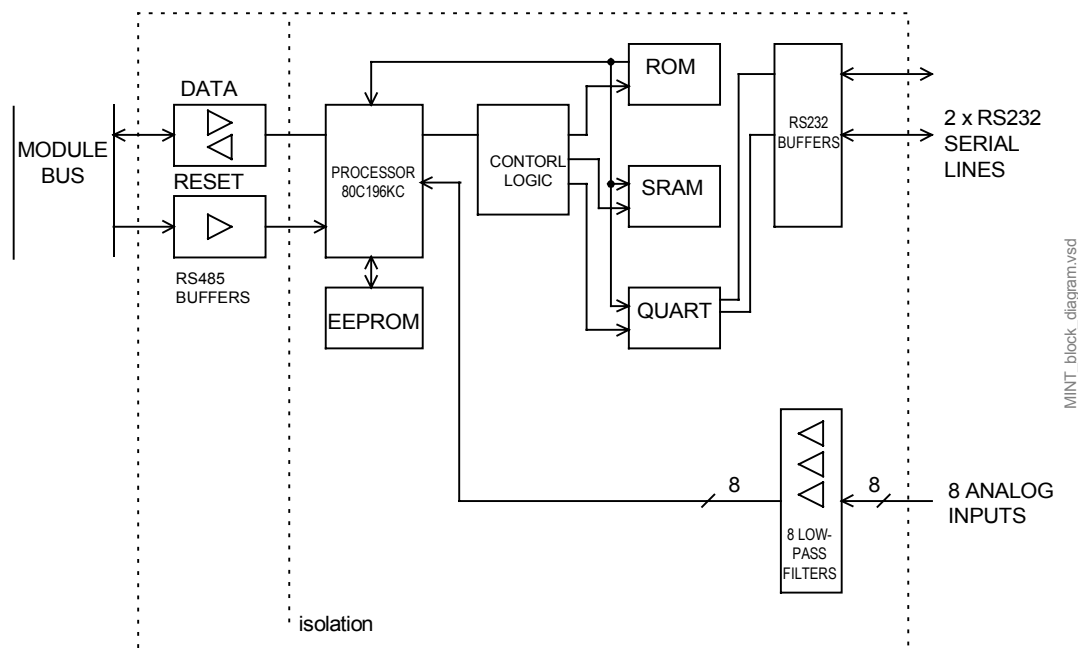 DATA
MODULE
BUS
RESET
RS485
BUFFERS
PROCESSOR
80C196KC
EEPROM
CONTORL
LOGIC
ROM
SRAM
QUART
RS232
BUFFERS
2 x RS232
SERIAL
LINES
8
8
8 ANALOG
INPUTS
8 LOW-
PASS
FILTERS
isolation
MINT_block_diagram.vsd